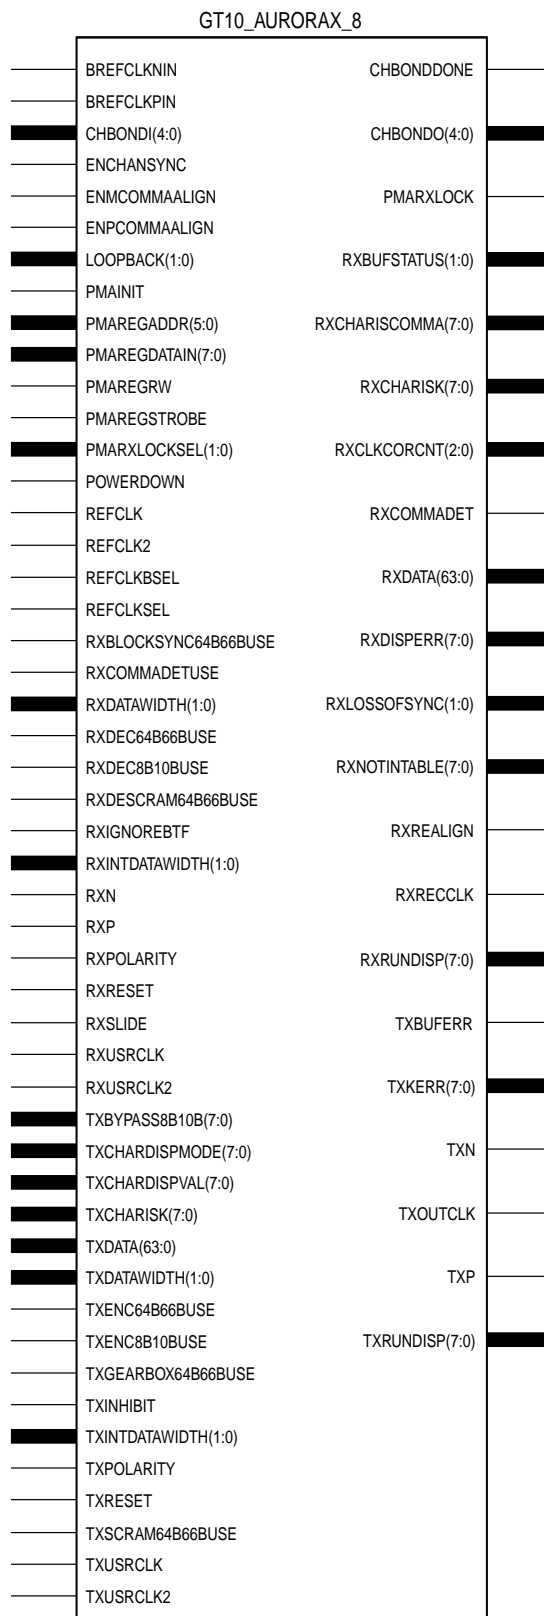 GT10_AURORAX_8
BREFCLKNIN
BREFCLKPIN
CHBONDI(4:0)
ENCHANSYNC
ENMCOMMAALIGN
ENPCOMMAALIGN
LOOPBACK(1:0)
PMAINIT
PMAREGADDR(5:0)
PMAREGDATAIN(7:0)
PMAREGRW
PMAREGSTROBE
PMARXLOCKSEL(1:0)
POWERDOWN
REFCLK
REFCLK2
REFCLKBSEL
REFCLKSEL
RXBLOCKSYNC64B66BUSE
RXCOMMADETUSE
RXDATAWIDTH(1:0)
RXDEC64B66BUSE
RXDEC8B10BUSE
RXDESCRAM64B66BUSE
RXIGNOREBTF
RXINTDATAWIDTH(1:0)
RXN
RXP
RXPOLARITY
RXRESET
RXSLIDE
RXUSRCLK
RXUSRCLK2
TXBYPASS8B10B(7:0)
TXCHARDISPMODE(7:0)
TXCHARDISPVAL(7:0)
TXCHARISK(7:0)
TXDATA(63:0)
TXDATAWIDTH(1:0)
TXENC64B66BUSE
TXENC8B10BUSE
TXGEARBOX64B66BUSE
TXINHIBIT
TXINTDATAWIDTH(1:0)
TXPOLARITY
TXRESET
TXSCRAM64B66BUSE
TXUSRCLK
TXUSRCLK2
CHBONDDONE
CHBONDO(4:0)
PMARXLOCK
RXBUFSTATUS(1:0)
RXCHARISCOMMA(7:0)
RXCHARISK(7:0)
RXCLKCORCNT(2:0)
RXCOMMADET
RXDATA(63:0)
RXDISPERR(7:0)
RXLOSSOFSYNC(1:0)
RXNOTINTABLE(7:0)
RXREALIGN
RXRECCLK
RXRUNDISP(7:0)
TXBUFERR
TXKERR(7:0)
TXN
TXOUTCLK
TXP
TXRUNDISP(7:0)